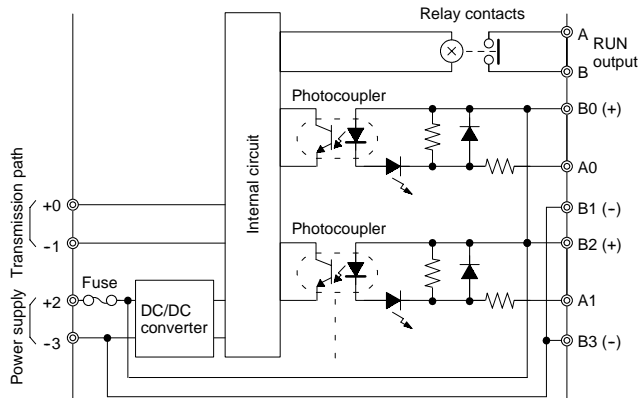 Relay contacts
A
RUN
output
B
Photocoupler
B0 (+)
A0
Internal circuit
Transmission path
+0
-1
B1 (-)
Photocoupler
B2 (+)
Power supply
+2
Fuse
DC/DC
converter
A1
-3
B3 (-)